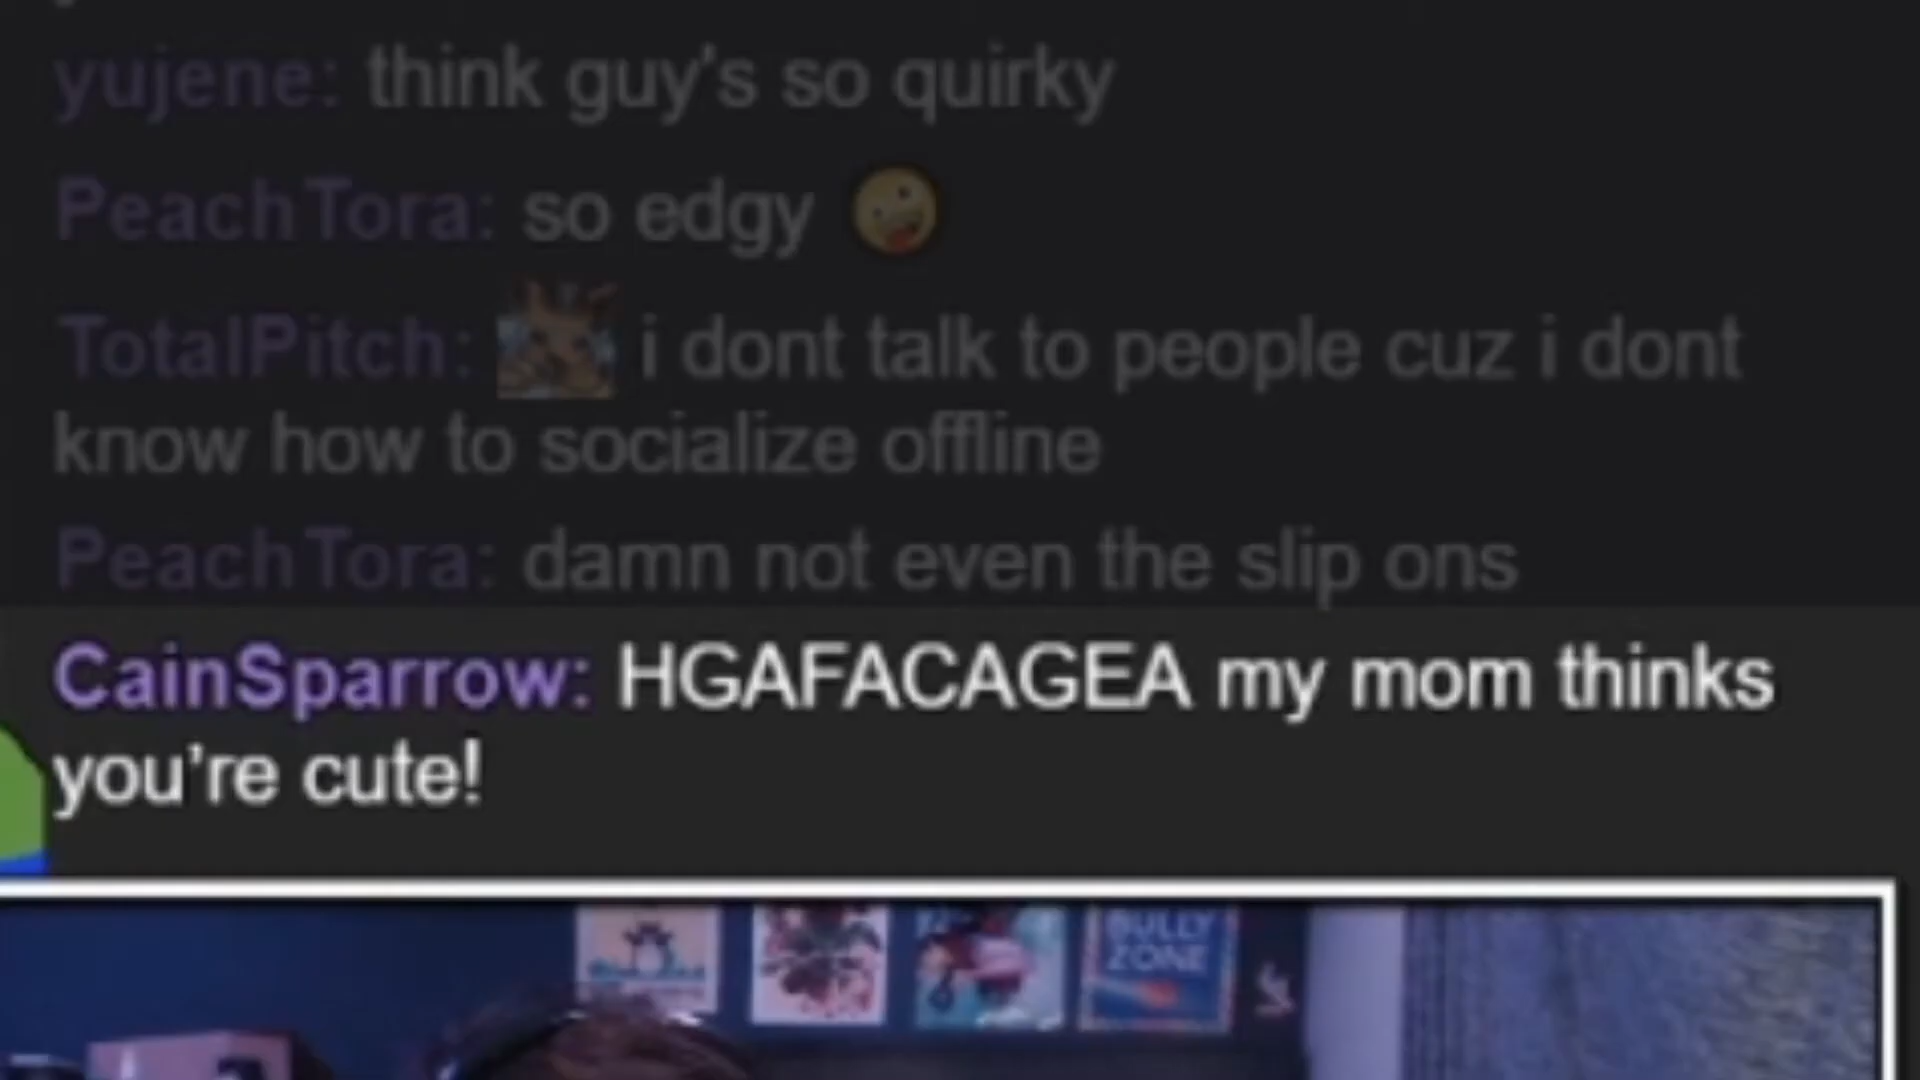 yujene: think guy's so quirky
PeachTora: so edgy
TotalPitch: i dont talk to people cuz i dont
know how to socialize offline
PeachTora: damn not even the slip ons
CainSparrow: HGAFACAGEA my mom thinks
you're cute!
BULLY
ZONE